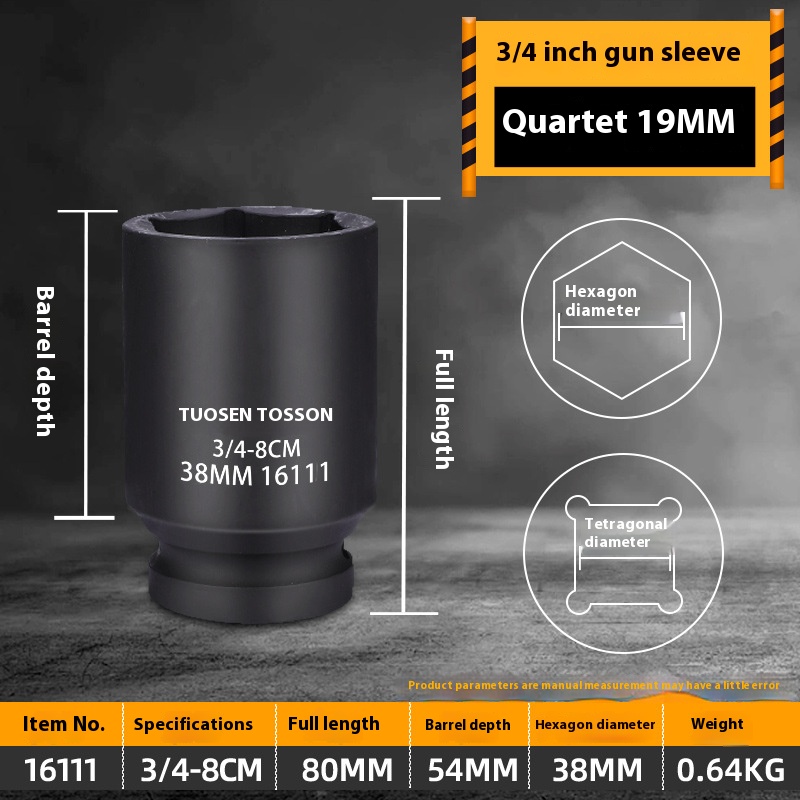 3/4 inch gun sleeve
Quartet 19MM
Barrel depth
Full length
TUOSEN TOSSON
3/4-8CM
38MM 16111
Hexagon
diameter
Tetragonal
diameter
Product parameters are manual measurement may have a little error
Item No. Specifications Full length Barrel depth Hexagon diameter Weight
16111 3/4-8CM 80MM 54MM 38MM 0.64KG